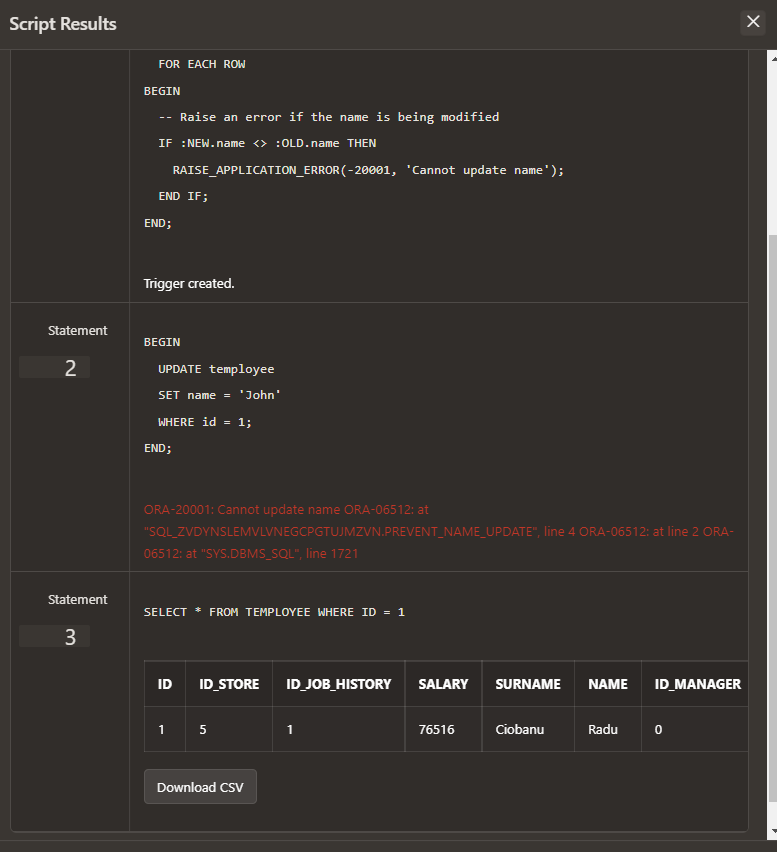 Script Results
FOR EACH ROW
BEGIN
-- Raise an error if the name is being modified
IF :NEW.name <> :OLD.name THEN
RAISE_APPLICATION_ERROR(-20001, 'Cannot update name');
END IF;
END;
Trigger created.
Statement
2
BEGIN
UPDATE temployee
SET name = 'John'
WHERE id = 1;
END;
ORA-20001: Cannot update name ORA-06512: at
"SQL_ZVDYNSLEMVLVNEGCPGTUJMZVN.PREVENT_NAME_UPDATE", line 4 ORA-06512: at line 2 ORA-
06512: at "SYS.DBMS_SQL", line 1721
Statement
3
SELECT * FROM TEMPLOYEE WHERE ID = 1
ID ID_STORE ID_JOB_HISTORY SALARY SURNAME NAME ID_MANAGER
1 5 1 76516 Ciobanu Radu 0
Download CSV